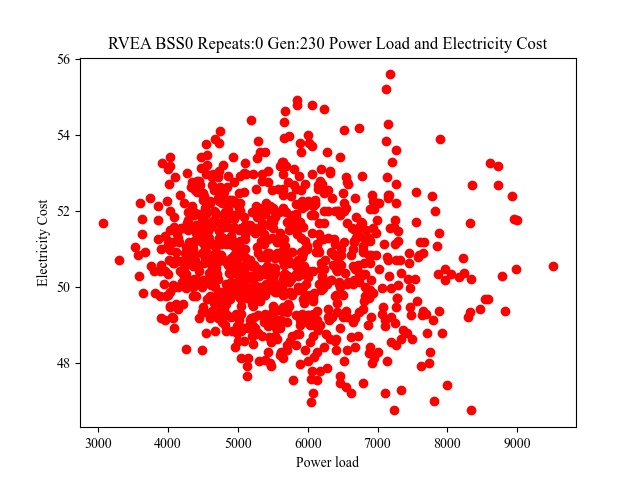 RVEA BSS0 Repeats:0 Gen:230 Power Load and Electricity Cost
56
54
52
50
48
Electricity Cost
3000 4000 5000 6000 7000 8000 9000
Power load